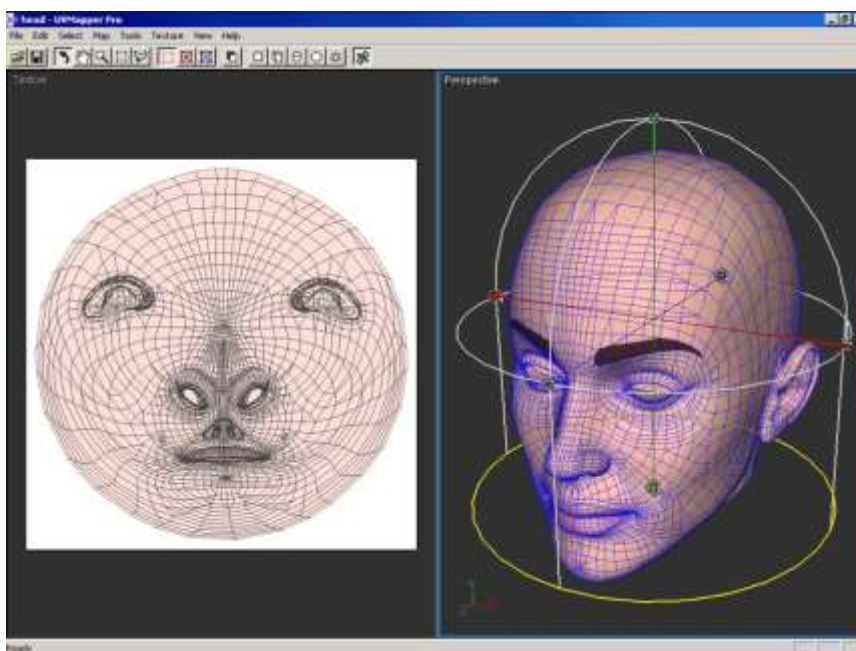 head - UVMapper Pro
File Edit Select Map Tools Texture View Help
Texture
Perspective
Ready